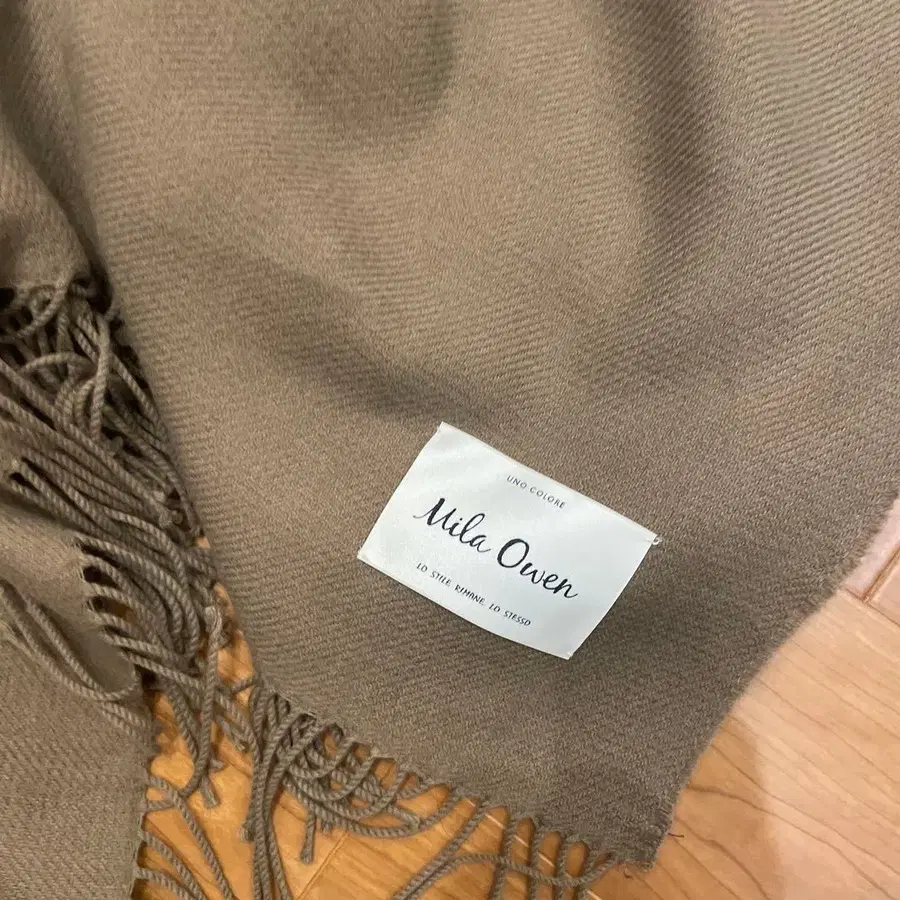 UNO COLORE
Mila Owen
LO STILE RIMANE LO STESSO